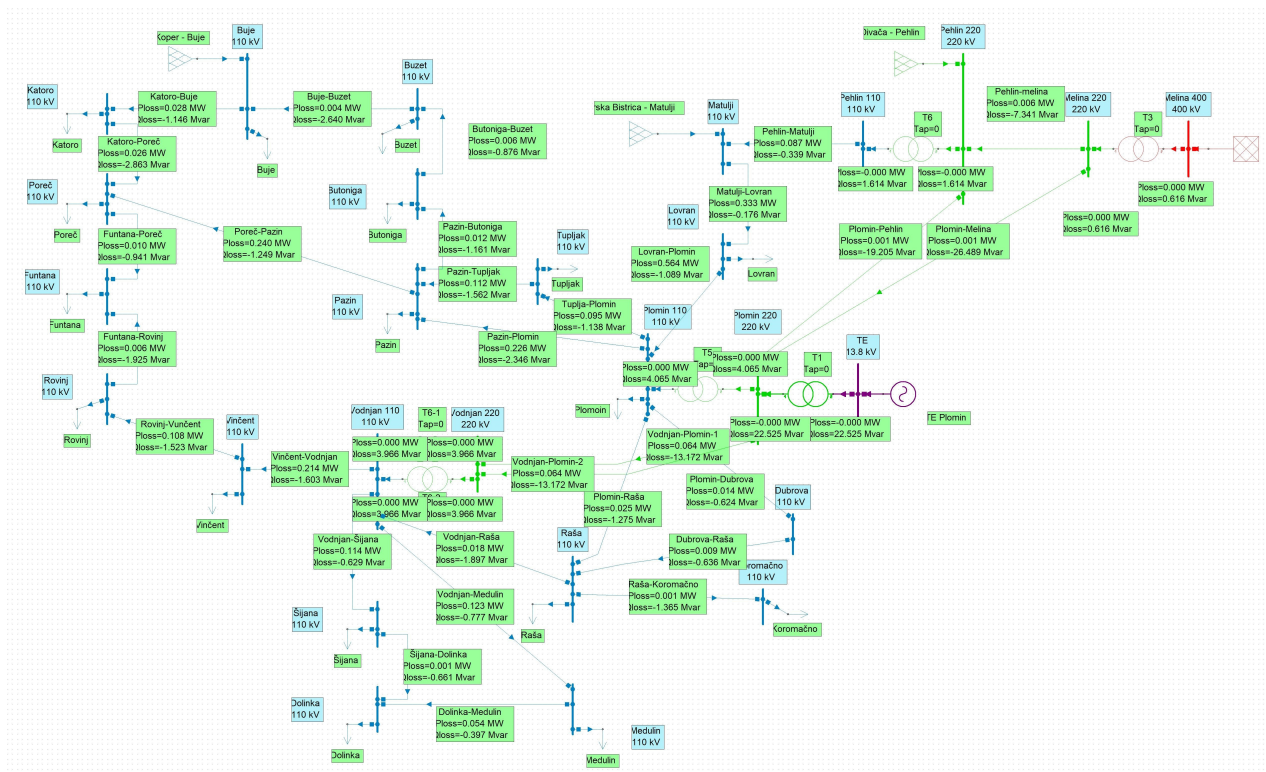 Koper - Buje
Buje
110 kV
Divača - Pehlin
Pehlin 220
220 kV
Buzet
110 kV
Katoro
110 kV
Katoro-Buje
Ploss=0.028 MW
Qloss=-1.146 Mvar
Buje-Buzet
Ploss=0.004 MW
Qloss=-2.640 Mvar
rska Bistrica - Matulji
Matulji
110 kV
Pehlin 110
110 kV
T6
Tap=0
Pehlin-melina
Ploss=0.006 MW
Qloss=-7.341 Mvar
Melina 220
220 kV
T3
Tap=0
Melina 400
400 kV
Katoro
Katoro-Poreč
Ploss=0.026 MW
Qloss=-2.863 Mvar
Buje
Buzet
Butoniga-Buzet
Ploss=0.006 MW
Qloss=-0.876 Mvar
Pehlin-Matulji
Ploss=0.087 MW
Qloss=-0.339 Mvar
Ploss=-0.000 MW
Qloss=1.614 Mvar
Ploss=-0.000 MW
Qloss=1.614 Mvar
Ploss=0.000 MW
Qloss=0.616 Mvar
Ploss=0.000 MW
Qloss=0.616 Mvar
Poreč
110 kV
Poreč
Butoniga
110 kV
Butoniga
Matulji-Lovran
Ploss=0.333 MW
Qloss=-0.176 Mvar
Lovran
110 kV
Funtana-Poreč
Ploss=0.010 MW
Qloss=-0.941 Mvar
Poreč-Pazin
Ploss=0.240 MW
Qloss=-1.249 Mvar
Pazin-Butoniga
Ploss=0.012 MW
Qloss=-1.161 Mvar
Tupljak
110 kV
Plomin-Pehlin
Ploss=0.001 MW
Qloss=-19.205 Mvar
Plomin-Melina
Ploss=0.001 MW
Qloss=-26.489 Mvar
Funtana
110 kV
Funtana
Pazin-Tupljak
Ploss=0.112 MW
Qloss=-1.562 Mvar
Tupljak
Lovran-Plomin
Ploss=0.564 MW
Qloss=-1.089 Mvar
Lovran
Pazin
110 kV
Pazin
Tuplja-Plomin
Ploss=0.095 MW
Qloss=-1.138 Mvar
Plomin 110
110 kV
Plomin 220
220 kV
Funtana-Rovinj
Ploss=0.006 MW
Qloss=-1.925 Mvar
Pazin-Plomin
Ploss=0.226 MW
Qloss=-2.346 Mvar
TE
13.8 kV
T5
Tap=
Ploss=0.000 MW
Qloss=4.065 Mvar
Ploss=0.000 MW
Qloss=4.065 Mvar
T1
Tap=0
Rovinj
110 kV
Rovinj
TE Plomin
Plomoin
Rovinj-Vunčent
Ploss=0.108 MW
Qloss=-1.523 Mvar
Vinčent
110 kV
Vodnjan 110
110 kV
T6-1
Tap=0
Vodnjan 220
220 kV
Ploss=-0.000 MW
Qloss=22.525 Mvar
Ploss=-0.000 MW
Qloss=22.525 Mvar
Vinčent-Vodnjan
Ploss=0.214 MW
Qloss=-1.603 Mvar
Ploss=0.000 MW
Qloss=3.966 Mvar
Ploss=0.000 MW
Qloss=3.966 Mvar
Vodnjan-Plomin-1
Ploss=0.064 MW
Qloss=-13.172 Mvar
Vodnjan-Plomin-2
Ploss=0.064 MW
Qloss=-13.172 Mvar
Plomin-Dubrova
Ploss=0.014 MW
Qloss=-0.624 Mvar
Dubrova
110 kV
Vinčent
Ploss=0.000 MW
Qloss=3.966 Mvar
Ploss=0.000 MW
Qloss=3.966 Mvar
Plomin-Raša
Ploss=0.025 MW
Qloss=-1.275 Mvar
Vodnjan-Šijana
Ploss=0.114 MW
Qloss=-0.629 Mvar
Vodnjan-Raša
Ploss=0.018 MW
Qloss=-1.897 Mvar
Raša
110 kV
Dubrova-Raša
Ploss=0.009 MW
Qloss=-0.636 Mvar
oromačno
110 kV
Vodnjan-Medulin
Ploss=0.123 MW
Qloss=-0.777 Mvar
Raša-Koromačno
Ploss=0.001 MW
Qloss=-1.365 Mvar
Koromačno
Raša
Šijana
110 kV
Šijana
Šijana-Dolinka
Ploss=0.001 MW
Qloss=-0.661 Mvar
Dolinka
110 kV
Dolinka
Dolinka-Medulin
Ploss=0.054 MW
Qloss=-0.397 Mvar
Medulin
110 kV
Medulin